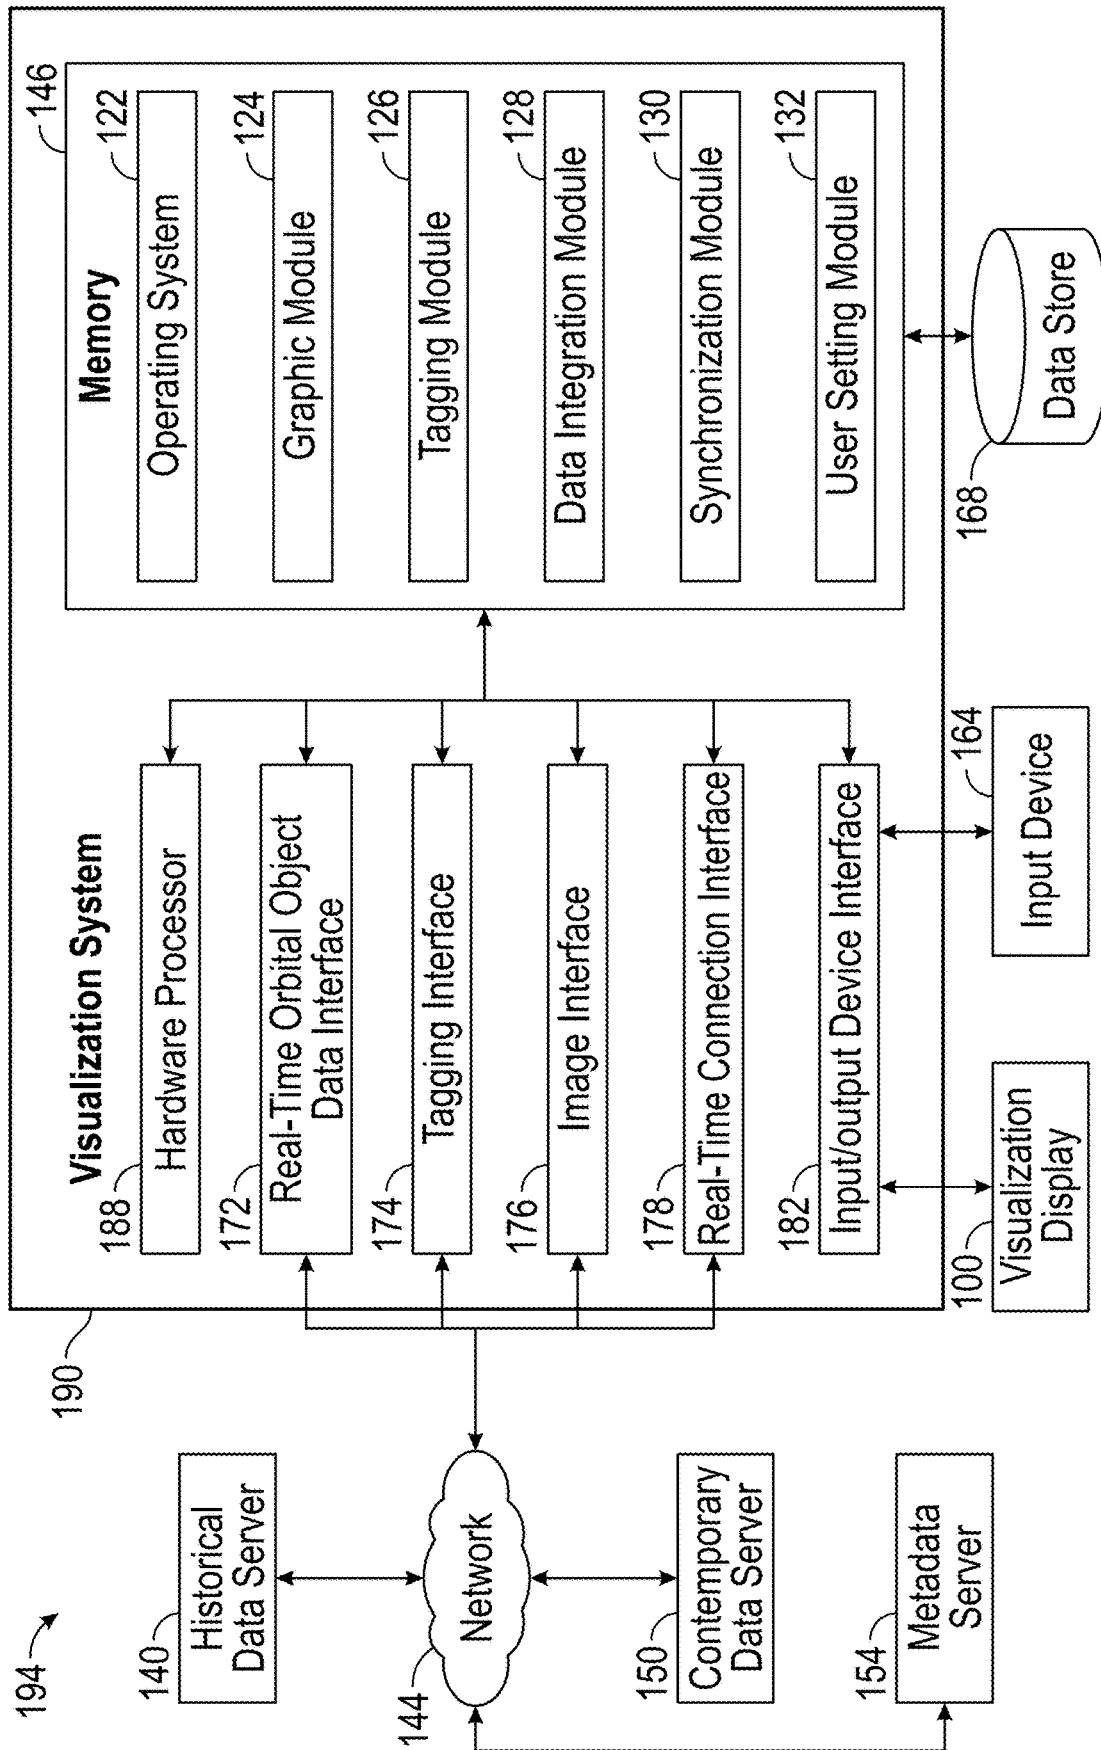 194
140
Historical
Data Server
144
Network
150
Contemporary
Data Server
154
Metadata
Server
190
Visualization System
188
Hardware Processor
172
Real-Time Orbital Object
Data Interface
174
Tagging Interface
176
Image Interface
178
Real-Time Connection Interface
182
Input/output Device Interface
146
Memory
122
Operating System
124
Graphic Module
126
Tagging Module
128
Data Integration Module
130
Synchronization Module
132
User Setting Module
100
Visualization
Display
164
Input Device
168
Data Store